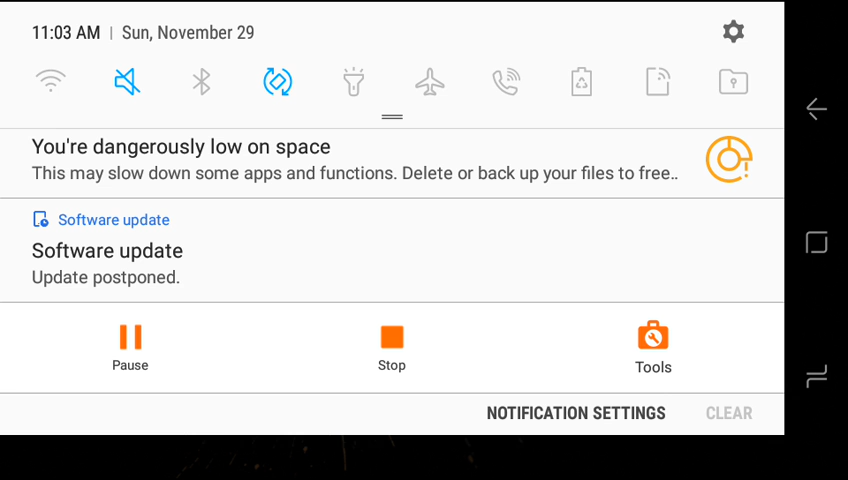 11:03 AM | Sun, November 29
You're dangerously low on space
This may slow down some apps and functions. Delete or back up your files to free..
Software update
Software update
Update postponed.
Pause Stop Tools
NOTIFICATION SETTINGS CLEAR